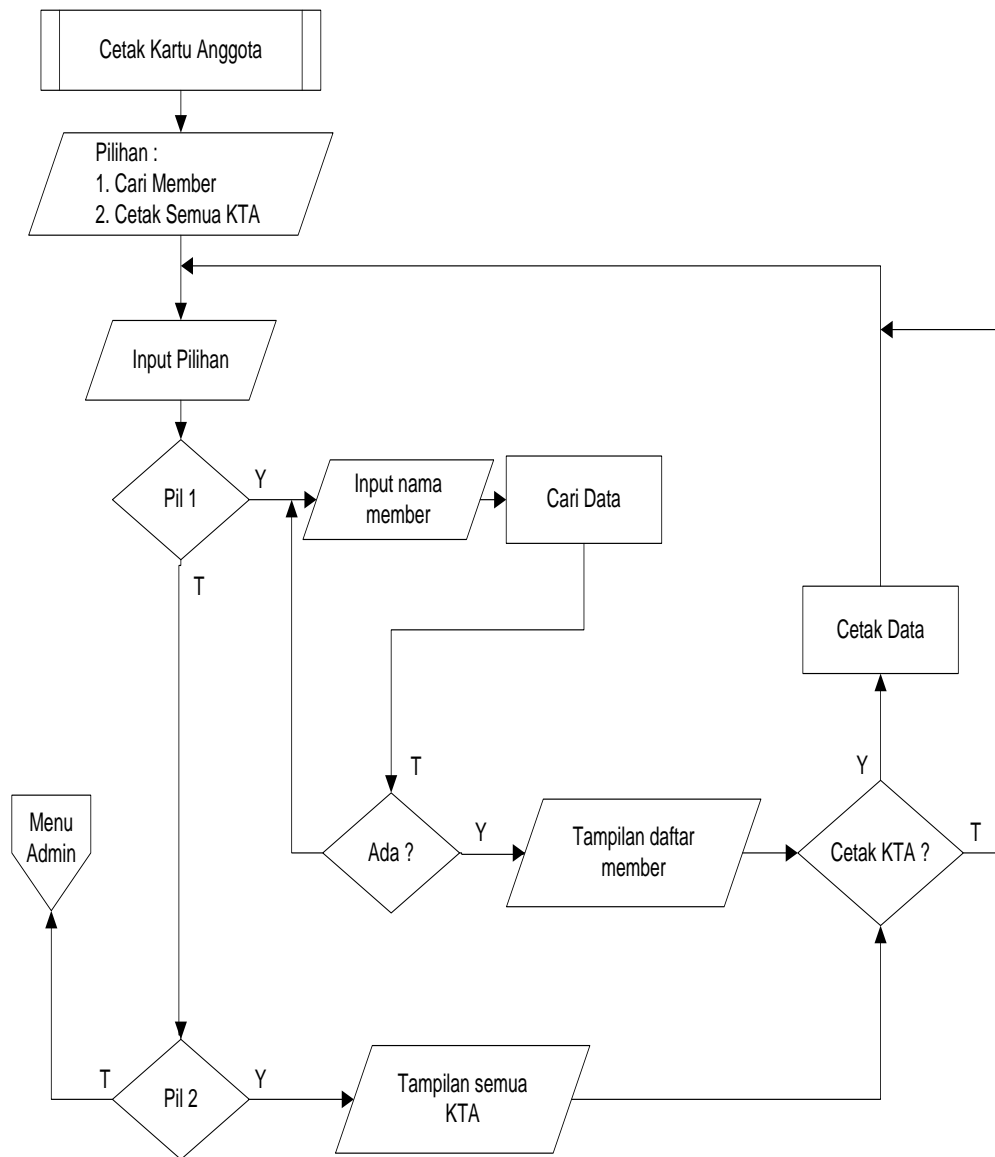 Cetak Kartu Anggota
Pilihan :
1. Cari Member
2. Cetak Semua KTA
Input Pilihan
Pil 1
Y
Input nama
member
Cari Data
T
Cetak Data
T
Y
Menu
Admin
Ada ?
Y
Tampilan daftar
member
Cetak KTA ?
T
T
Pil 2
Y
Tampilan semua
KTA